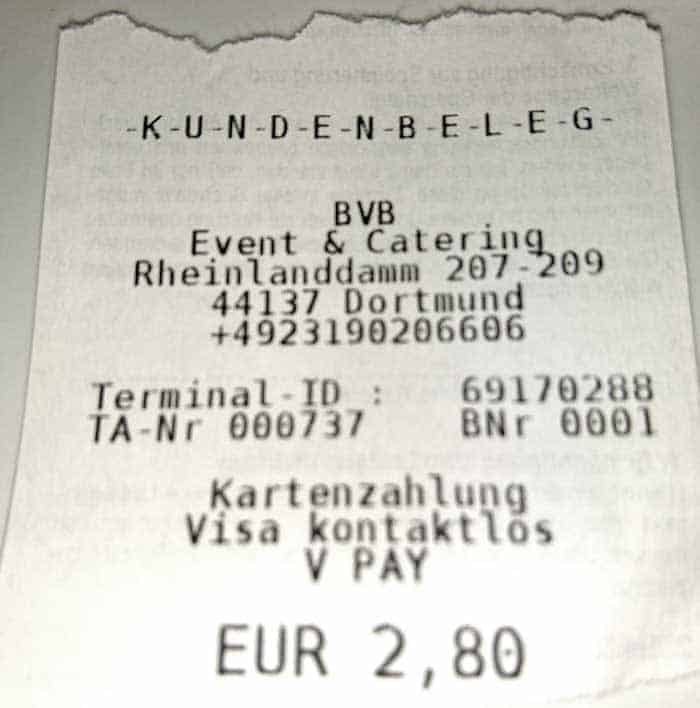 -K-U-N-D-E-N-B-E-L-E-G-
BVB
Event & Catering
Rheinlanddamm 207-209
44137 Dortmund
+4923190206606
Terminal-ID : 69170288
TA-Nr 000737 BNr 0001
Kartenzahlung
Visa kontaktlos
V PAY
EUR 2,80